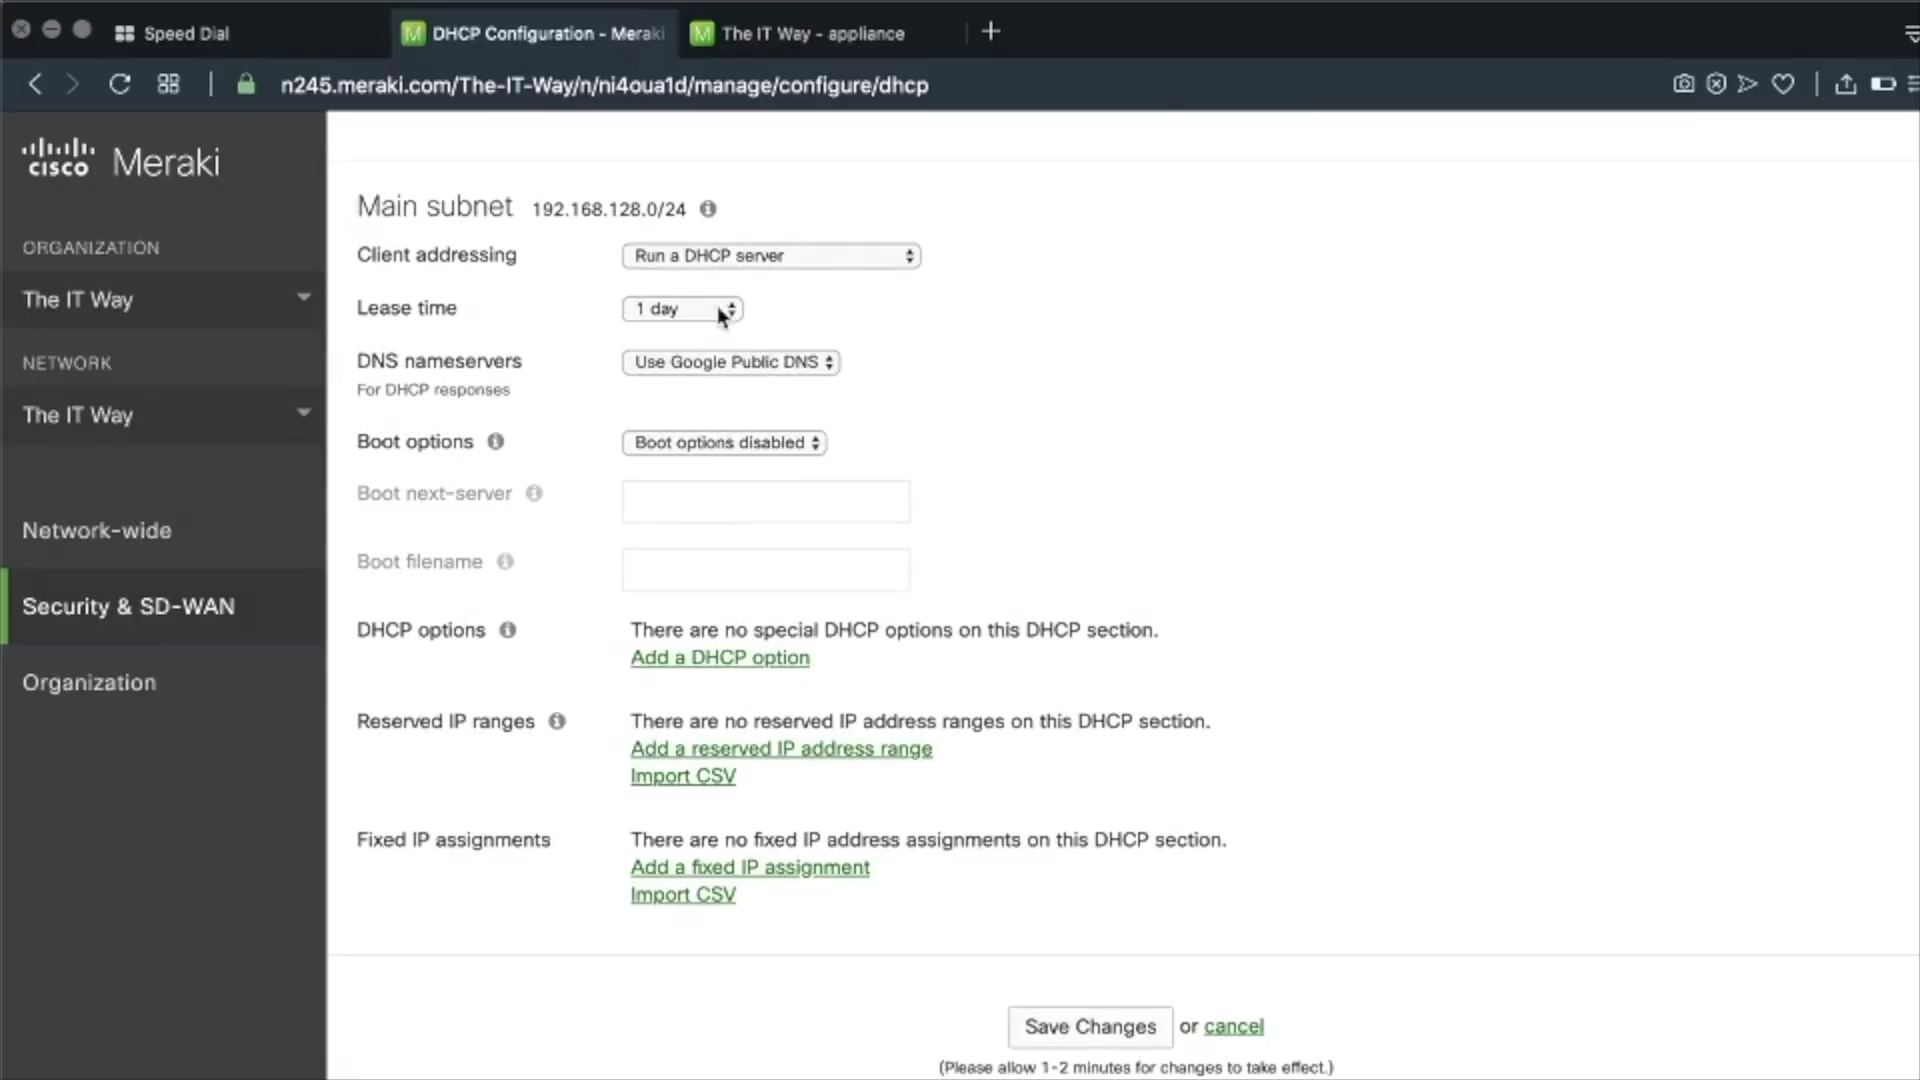 Speed Dial
DHCP Configuration - Meraki
The IT Way - appliance
n245.meraki.com/The-IT-Way/n/ni4oua1d/manage/configure/dhcp
cisco Meraki
ORGANIZATION
The IT Way
NETWORK
The IT Way
Network-wide
Security & SD-WAN
Organization
Main subnet 192.168.128.0/24
Client addressing Run a DHCP server
Lease time 1 day
DNS nameservers Use Google Public DNS
For DHCP responses
Boot options Boot options disabled
Boot next-server
Boot filename
DHCP options There are no special DHCP options on this DHCP section.
Add a DHCP option
Reserved IP ranges There are no reserved IP address ranges on this DHCP section.
Add a reserved IP address range
Import CSV
Fixed IP assignments There are no fixed IP address assignments on this DHCP section.
Add a fixed IP assignment
Import CSV
Save Changes or cancel
(Please allow 1-2 minutes for changes to take effect.)